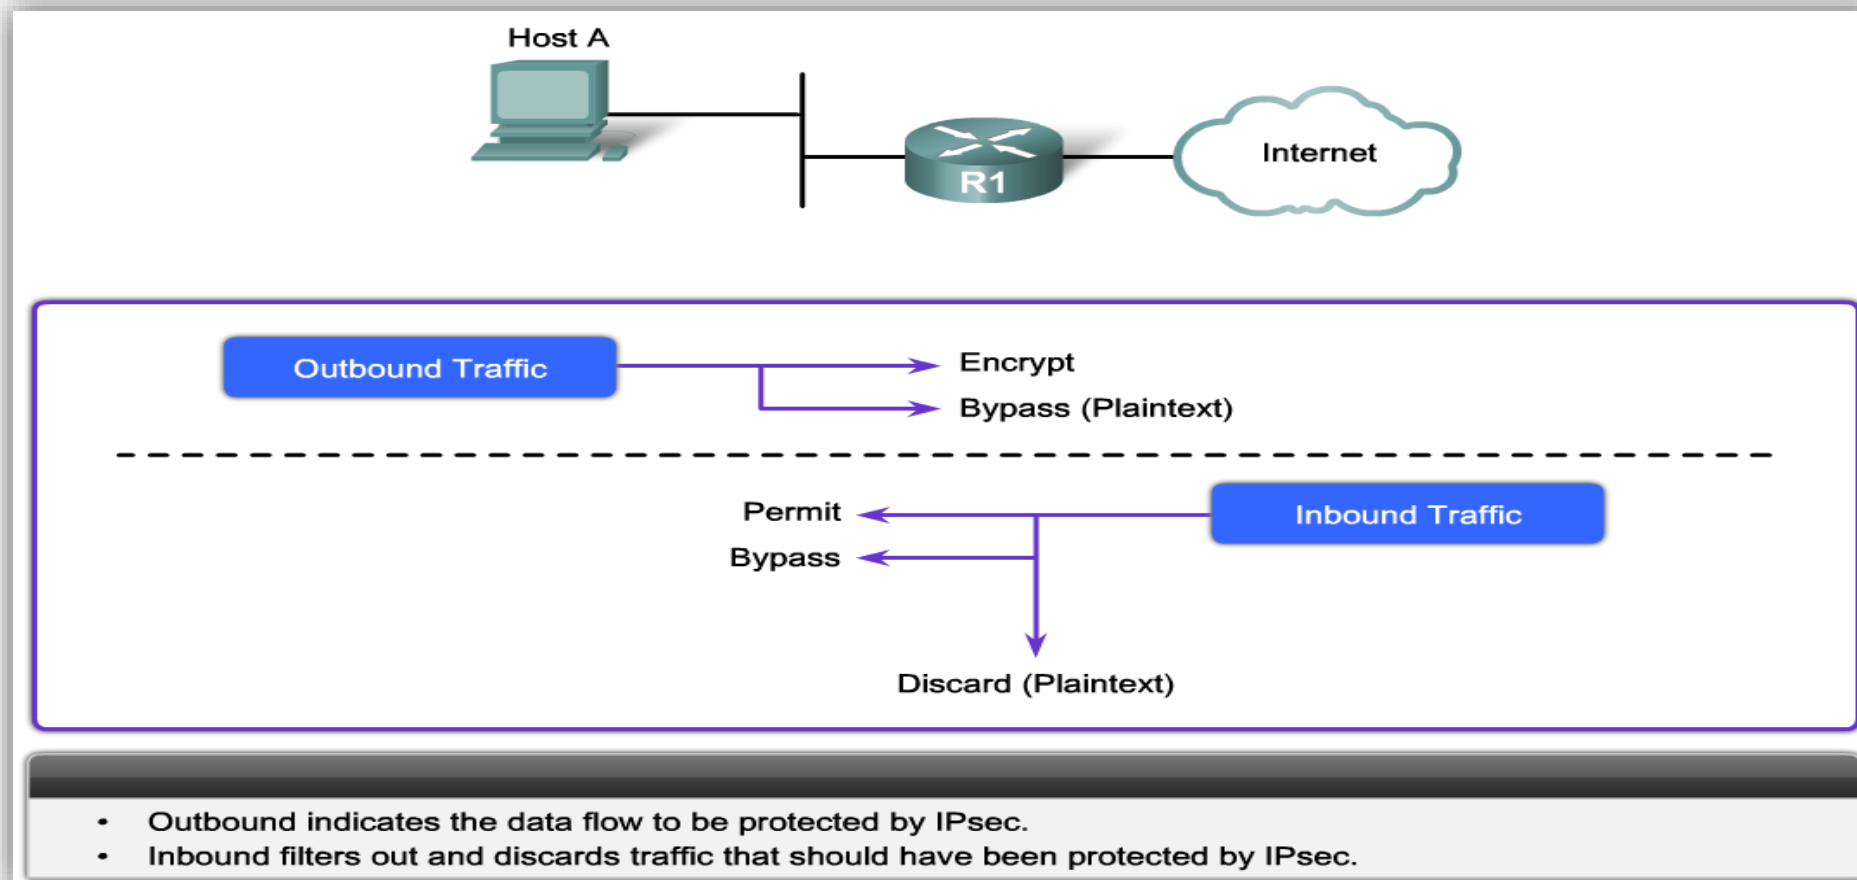 Host A
R1
Internet
Outbound Traffic
Encrypt
Bypass (Plaintext)
Permit
Inbound Traffic
Bypass
Discard (Plaintext)
• Outbound indicates the data flow to be protected by IPsec.
• Inbound filters out and discards traffic that should have been protected by IPsec.